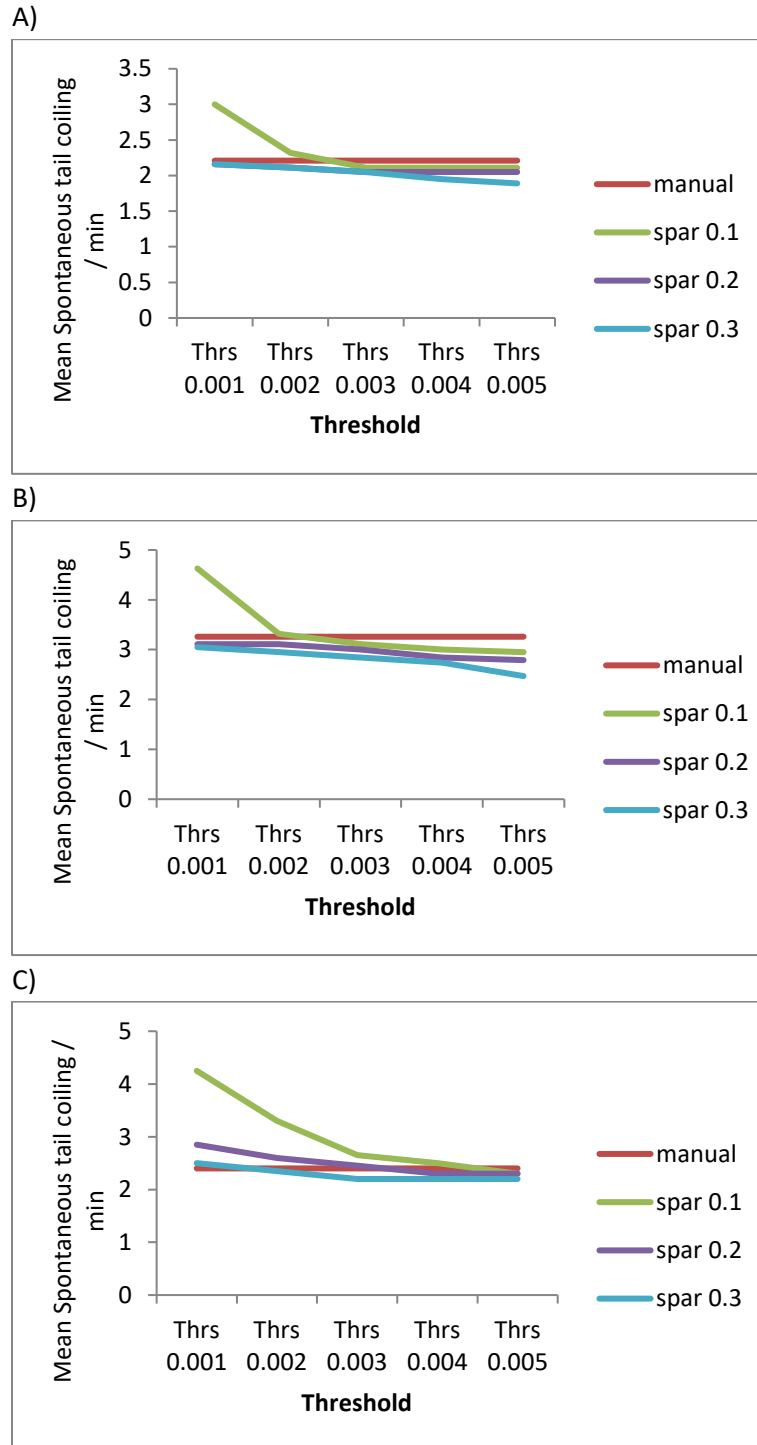 A)
Mean Spontaneous tail coiling
/ min
3.5
3
2.5
2
1.5
1
0.5
0
Thrs
0.001
Thrs
0.002
Thrs
0.003
Thrs
0.004
Thrs
0.005
Threshold
manual
spar 0.1
spar 0.2
spar 0.3
B)
Mean Spontaneous tail coiling
/ min
5
4
3
2
1
0
Thrs
0.001
Thrs
0.002
Thrs
0.003
Thrs
0.004
Thrs
0.005
Threshold
manual
spar 0.1
spar 0.2
spar 0.3
C)
Mean Spontaneous tail coiling /
min
5
4
3
2
1
0
Thrs
0.001
Thrs
0.002
Thrs
0.003
Thrs
0.004
Thrs
0.005
Threshold
manual
spar 0.1
spar 0.2
spar 0.3